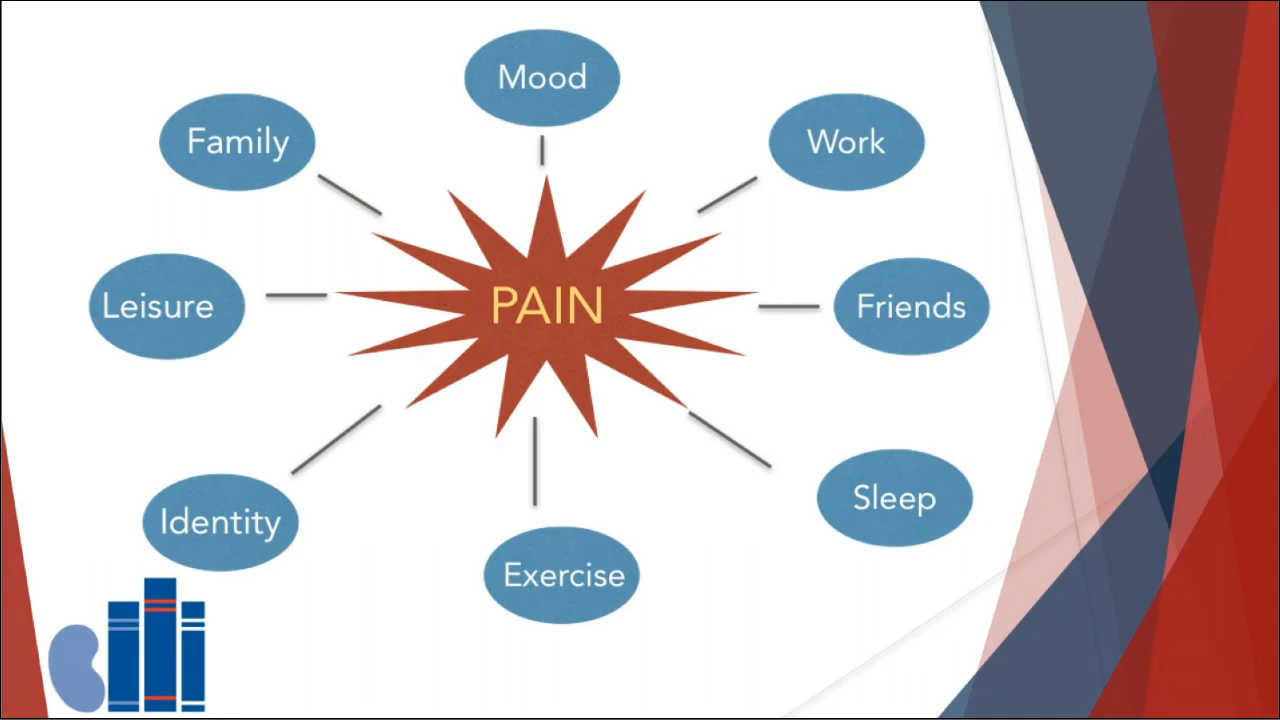 Mood
Family
Work
Leisure
PAIN
Friends
Identity
Sleep
Exercise